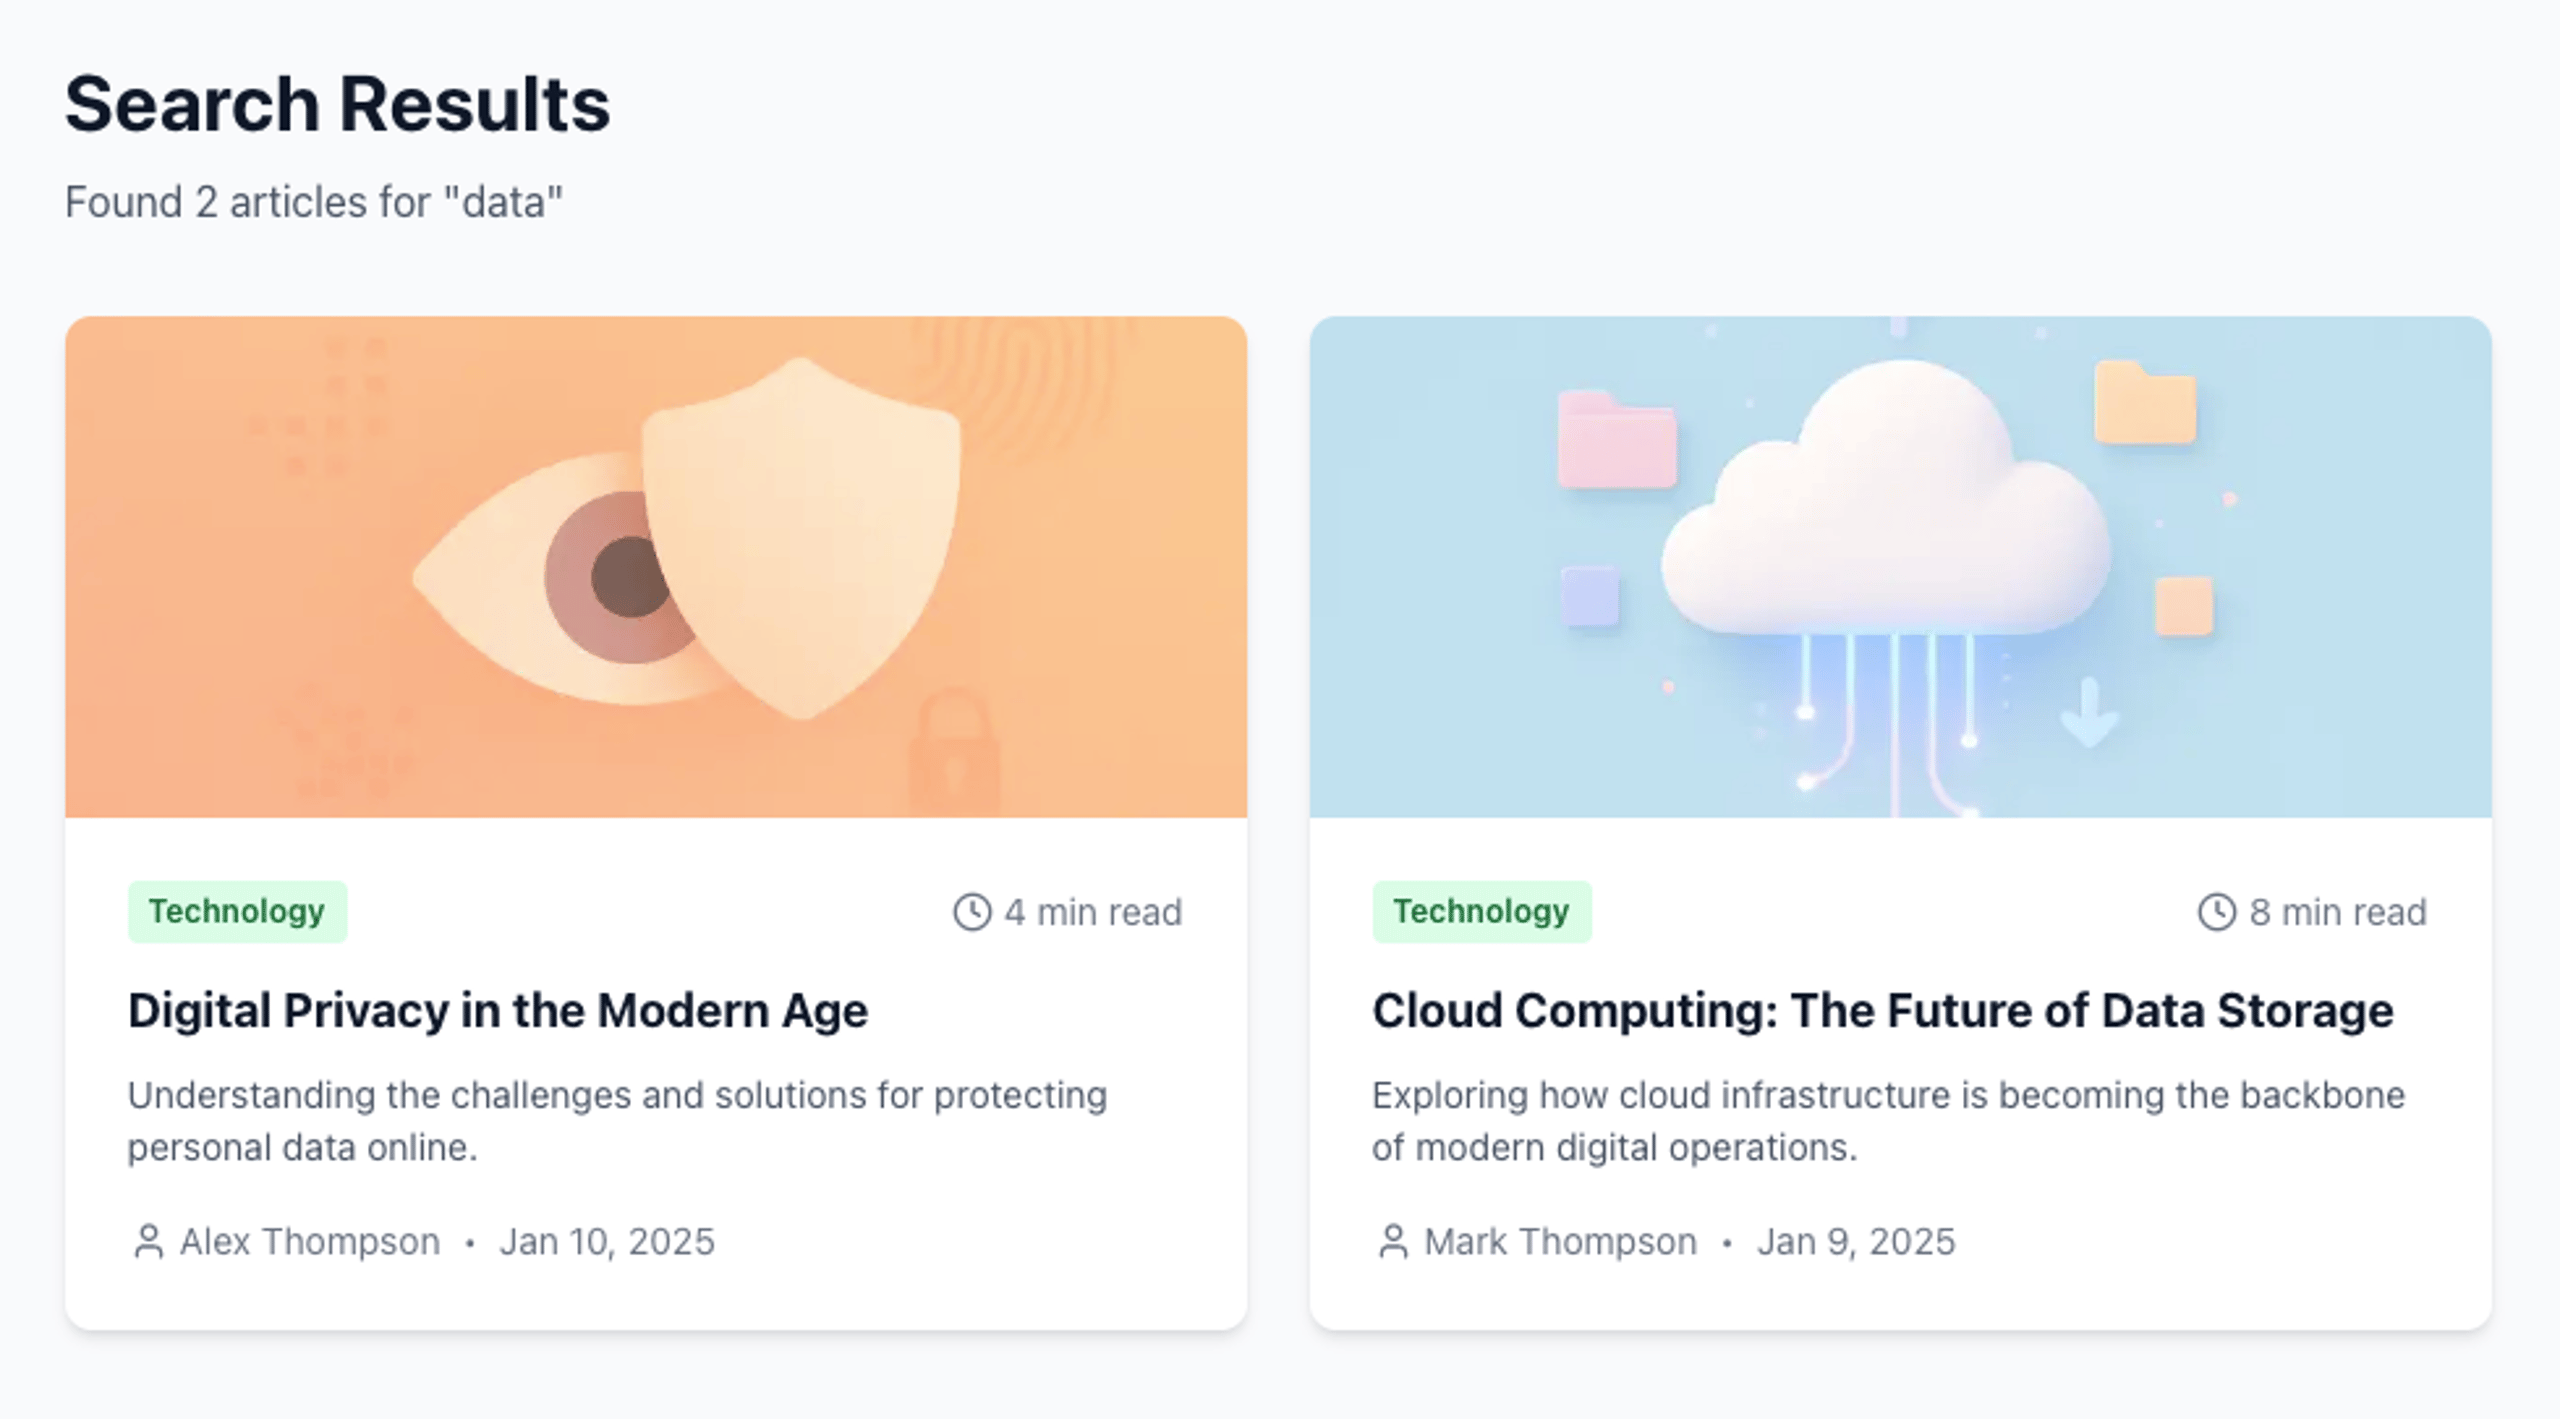 Search Results
Found 2 articles for "data"
Technology
4 min read
Digital Privacy in the Modern Age
Understanding the challenges and solutions for protecting
personal data online.
Alex Thompson • Jan 10, 2025
Technology
8 min read
Cloud Computing: The Future of Data Storage
Exploring how cloud infrastructure is becoming the backbone
of modern digital operations.
Mark Thompson • Jan 9, 2025